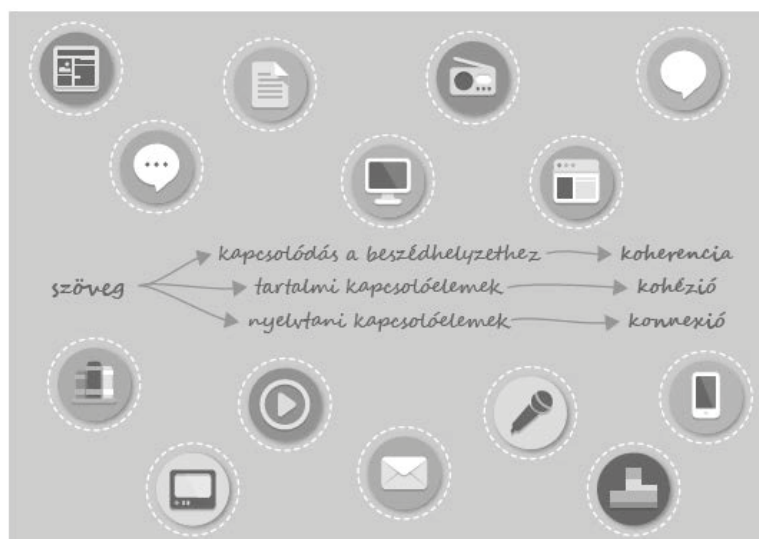 kapcsolódás a beszédhelyzethez koherencia
szöveg tartalmi kapcsolóelemek kohézió
nyelvtani kapcsolóelemek konnexió